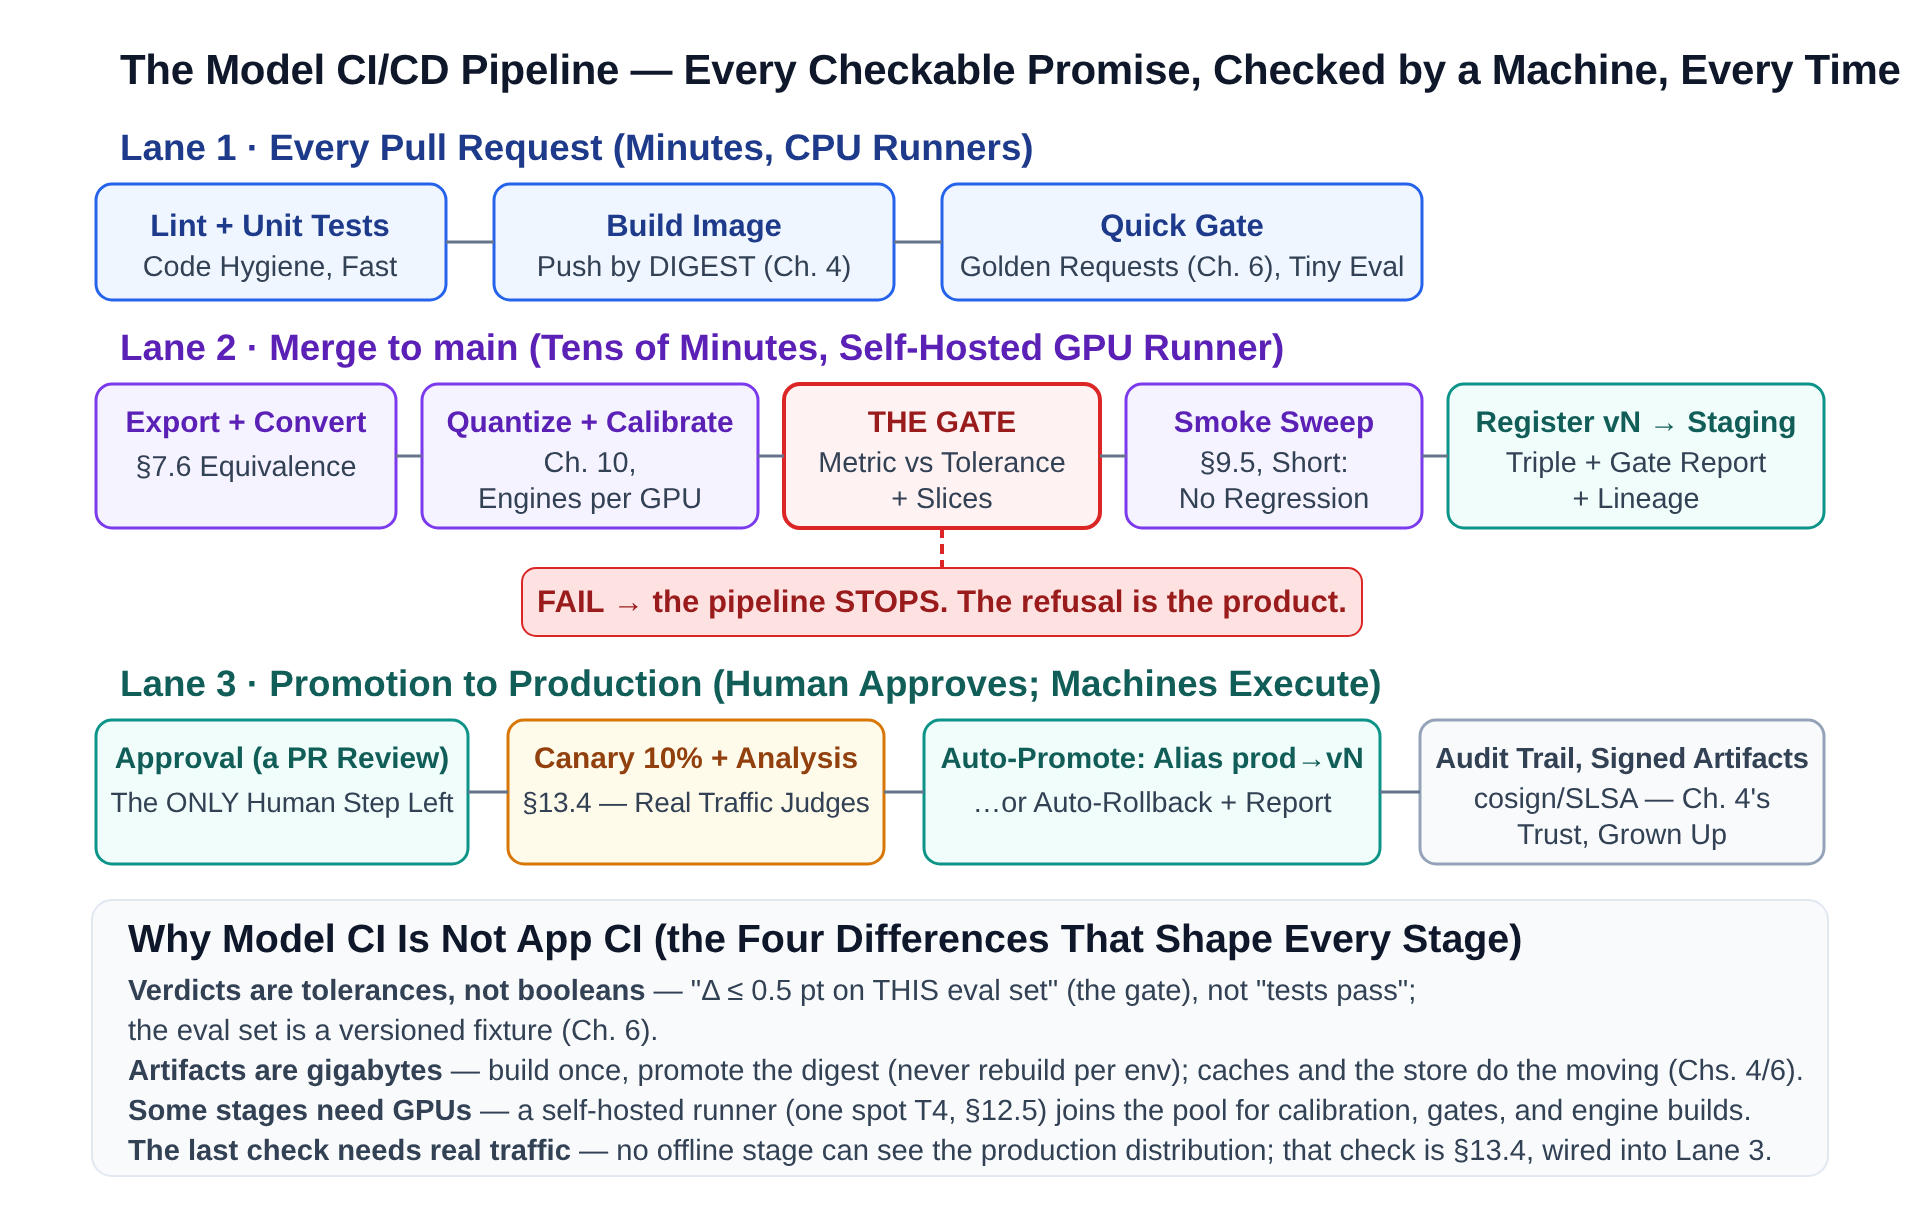 The Model CI/CD Pipeline — Every Checkable Promise, Checked by a Machine, Every Time
Lane 1 · Every Pull Request (Minutes, CPU Runners)
Lint + Unit Tests
Code Hygiene, Fast
Build Image
Push by DIGEST (Ch. 4)
Quick Gate
Golden Requests (Ch. 6), Tiny Eval
Lane 2 · Merge to main (Tens of Minutes, Self-Hosted GPU Runner)
Export + Convert
§7.6 Equivalence
Quantize + Calibrate
Ch. 10,
Engines per GPU
THE GATE
Metric vs Tolerance
+ Slices
Smoke Sweep
§9.5, Short:
No Regression
Register vN → Staging
Triple + Gate Report
+ Lineage
FAIL → the pipeline STOPS. The refusal is the product.
Lane 3 · Promotion to Production (Human Approves; Machines Execute)
Approval (a PR Review)
The ONLY Human Step Left
Canary 10% + Analysis
§13.4 — Real Traffic Judges
Auto-Promote: Alias prod→vN
…or Auto-Rollback + Report
Audit Trail, Signed Artifacts
cosign/SLSA — Ch. 4's
Trust, Grown Up
Why Model CI Is Not App CI (the Four Differences That Shape Every Stage)
Verdicts are tolerances, not booleans — "Δ ≤ 0.5 pt on THIS eval set" (the gate), not "tests pass";
the eval set is a versioned fixture (Ch. 6).
Artifacts are gigabytes — build once, promote the digest (never rebuild per env); caches and the store do the moving (Chs. 4/6).
Some stages need GPUs — a self-hosted runner (one spot T4, §12.5) joins the pool for calibration, gates, and engine builds.
The last check needs real traffic — no offline stage can see the production distribution; that check is §13.4, wired into Lane 3.